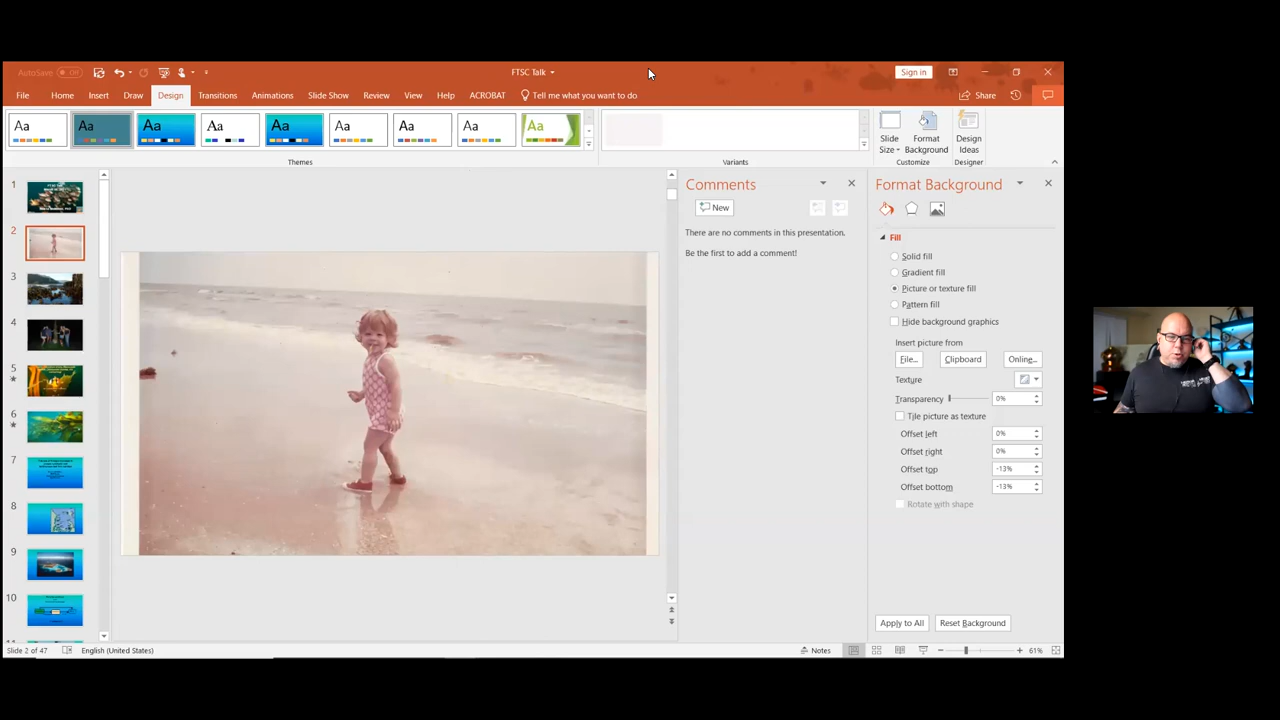 AutoSave Off
FTSC Talk
Sign in
File Home Insert Draw Design Transitions Animations Slide Show Review View Help ACROBAT Tell me what you want to do Share
Aa Aa Aa Aa Aa Aa Aa Aa Aa
Slide Size Format Background Design Ideas
Themes Variants Customize Designer
1
2
3
4
5
6
7
8
9
10
Comments
New
There are no comments in this presentation.
Be the first to add a comment!
Format Background
Fill
Solid fill
Gradient fill
Picture or texture fill
Pattern fill
Hide background graphics
Insert picture from
File... Clipboard Online...
Texture
Transparency 0%
Tile picture as texture
Offset left 0%
Offset right 0%
Offset top -13%
Offset bottom -13%
Rotate with shape
Apply to All Reset Background
Slide 2 of 47 English (United States) Notes 61%